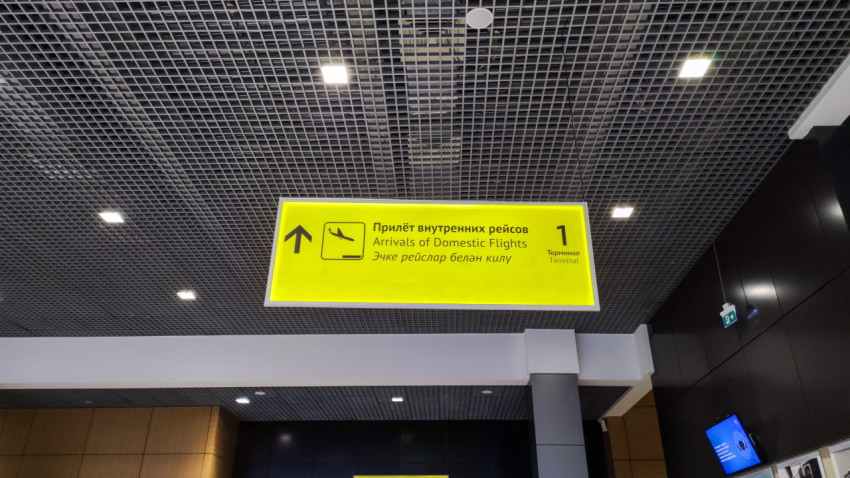 Прилёт внутренних рейсов
Arrivals of Domestic Flights
Эчке рейслар белән килү
1
Терминал
Terminal